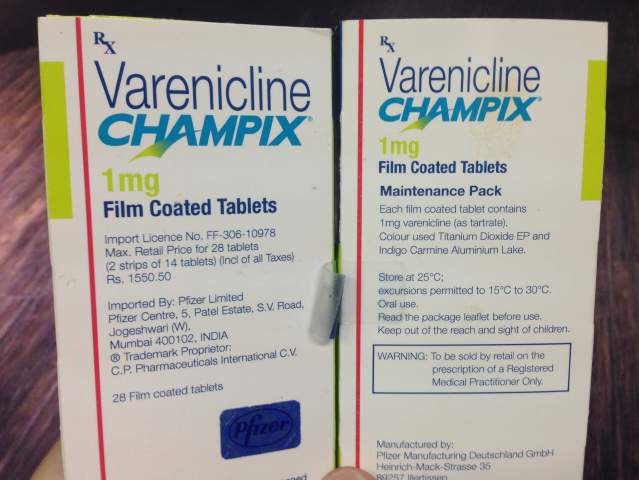 Rx
Varenicline
CHAMPIX®
1mg
Film Coated Tablets
Import Licence No. FF-306-10978
Max. Retail Price for 28 tablets
(2 strips of 14 tablets) (Incl of all Taxes)
Rs. 1550.50
Imported By: Pfizer Limited
Pfizer Centre, 5, Patel Estate, S.V. Road,
Jogeshwari (W),
Mumbai 400102, INDIA
® Trademark Proprietor:
C.P. Pharmaceuticals International C.V.
28 Film coated tablets
Pfizer
Rx
Varenicline
CHAMPIX®
1mg
Film Coated Tablets
Maintenance Pack
Each film coated tablet contains
1mg varenicline (as tartrate).
Colour used Titanium Dioxide EP and
Indigo Carmine Aluminium Lake.
Store at 25°C;
excursions permitted to 15°C to 30°C.
Oral use.
Read the package leaflet before use.
Keep out of the reach and sight of children.
WARNING: To be sold by retail on the
prescription of a Registered
Medical Practitioner Only.
Manufactured by:
Pfizer Manufacturing Deutschland GmbH
Heinrich-Mack-Strasse 35
89257 Illertissen